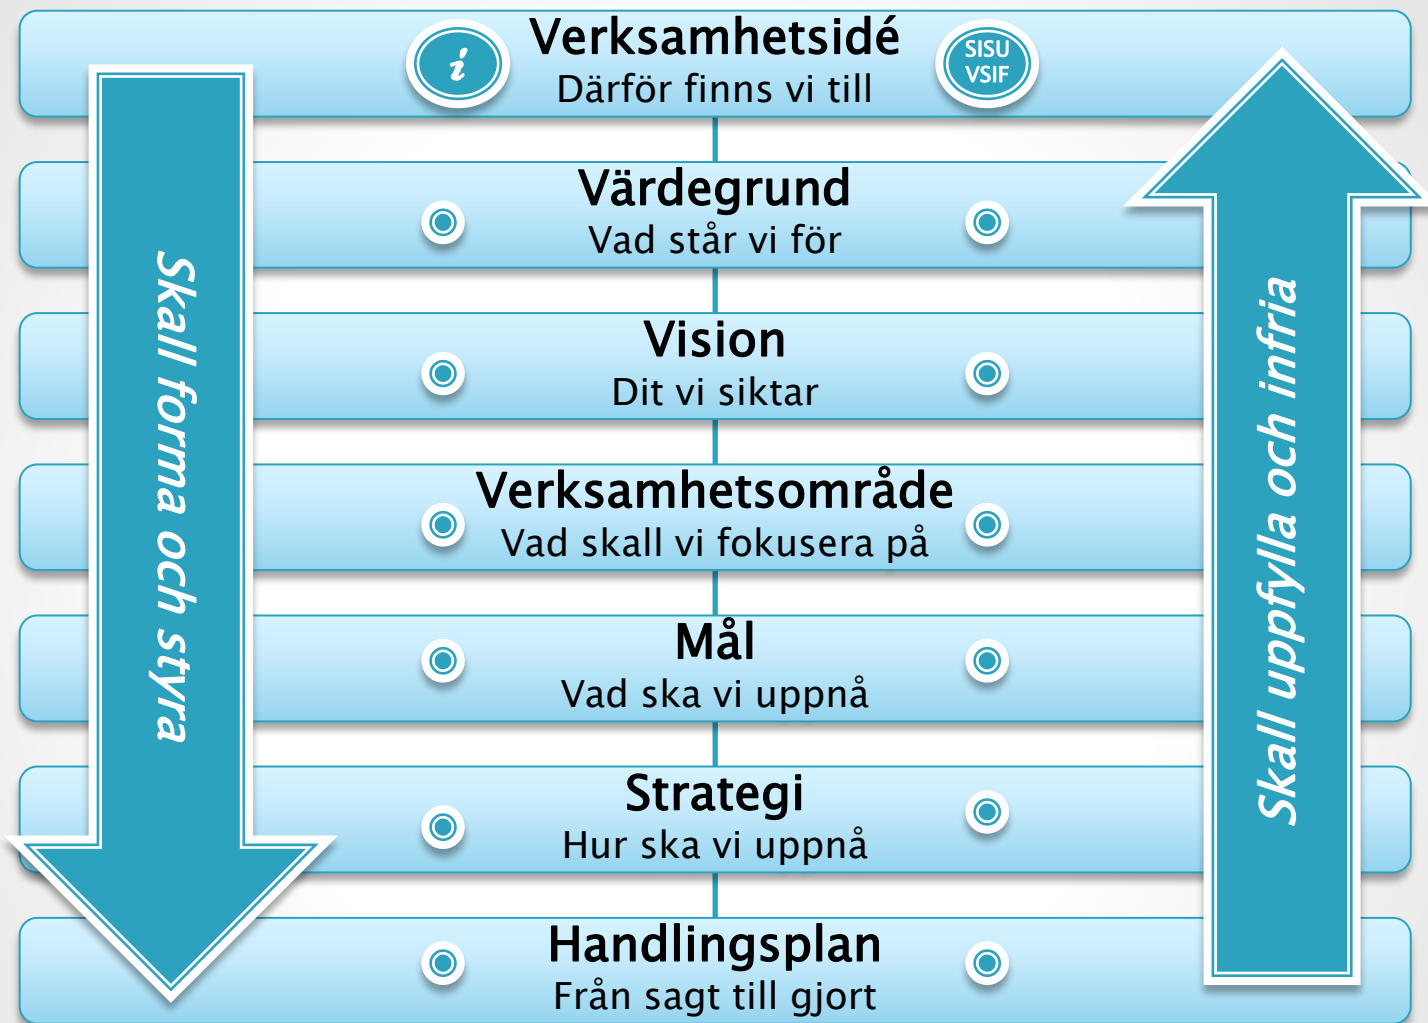 Verksamhetsidé
Därför finns vi till
i
SISU
VSIF
Värdegrund
Vad står vi för
Vision
Dit vi siktar
Verksamhetsområde
Vad skall vi fokusera på
Mål
Vad ska vi uppnå
Strategi
Hur ska vi uppnå
Handlingsplan
Från sagt till gjort
Skall forma och styra
Skall uppfylla och infria